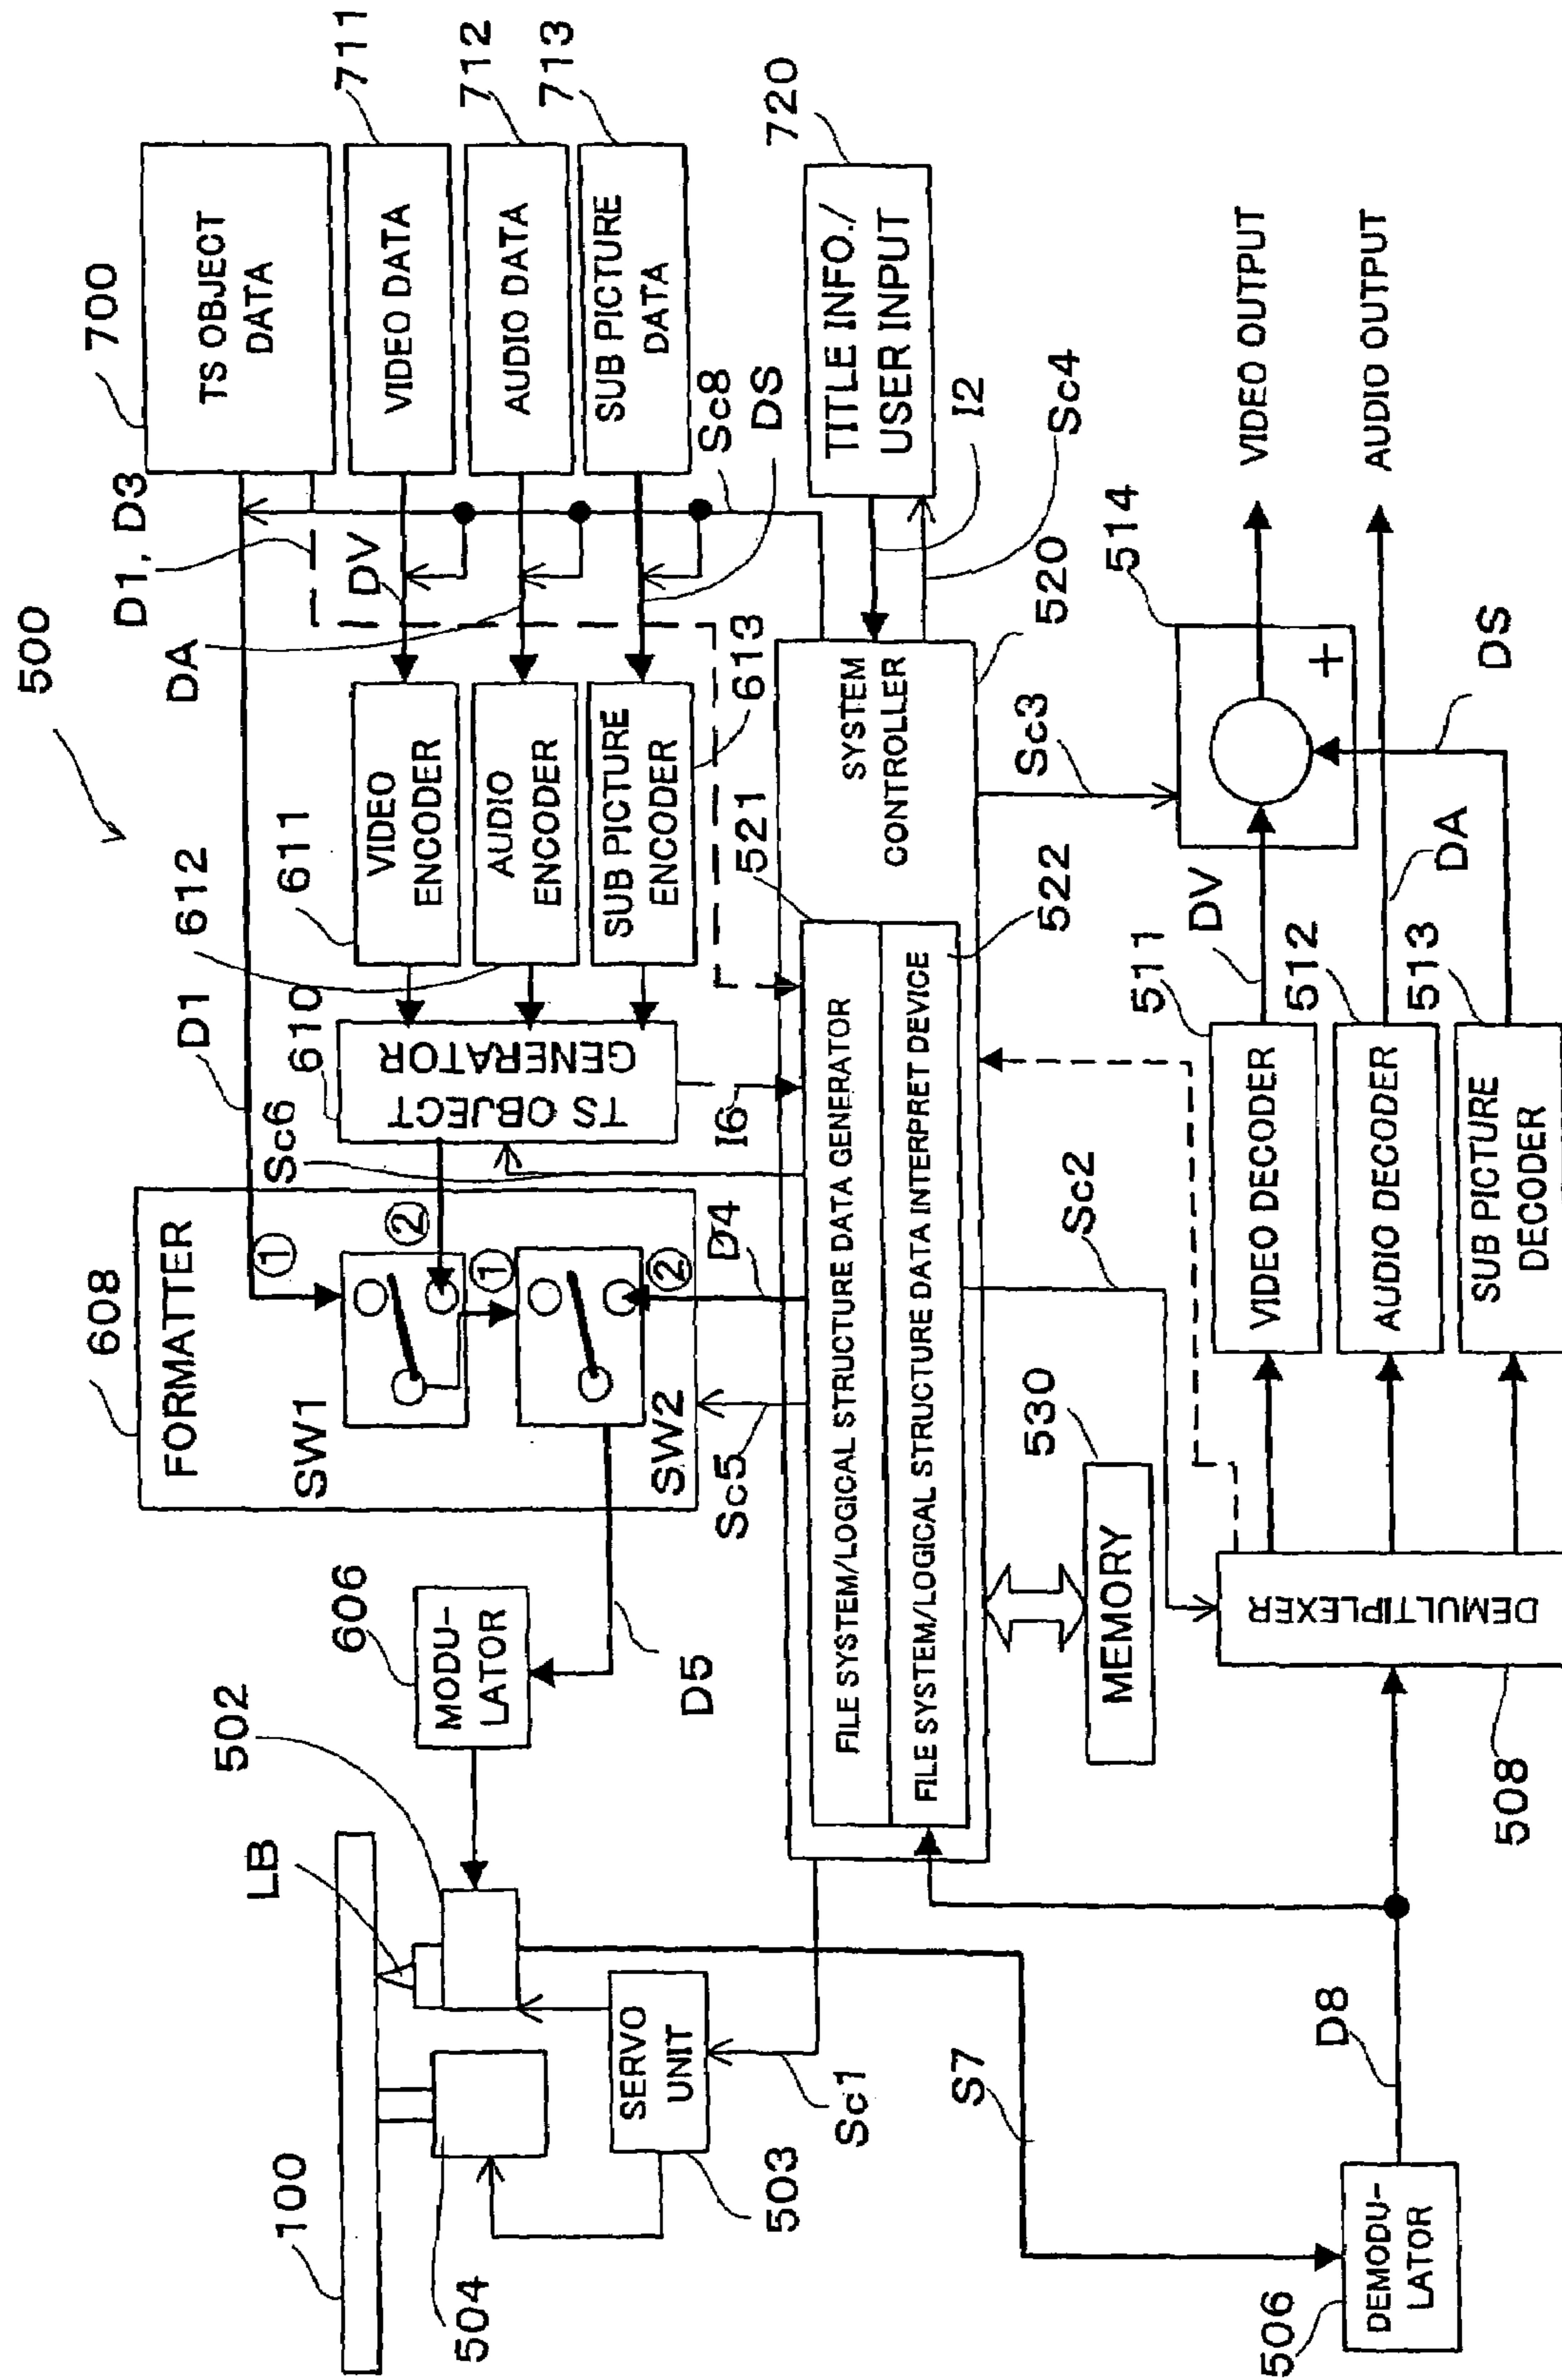 500
100
504
LB
502
SERVO
UNIT
503
Sc1
606
MODU-
LATOR
D5
608
FORMATTER
SW1
SW2
①
②
①
②
Sc5
D4
Sc6
D1
610
TS OBJECT
GENERATOR
I6
612
611
VIDEO
ENCODER
AUDIO
ENCODER
SUB PICTURE
ENCODER
613
DA
D1, D3
DV
700
TS OBJECT
DATA
VIDEO DATA
711
AUDIO DATA
712
SUB PICTURE
DATA
713
Sc8
DS
720
TITLE INFO./
USER INPUT
I2
Sc4
SYSTEM
CONTROLLER
520
521
FILE SYSTEM/LOGICAL STRUCTURE DATA GENERATOR
FILE SYSTEM/LOGICAL STRUCTURE DATA INTERPRET DEVICE
522
530
MEMORY
Sc2
Sc3
S7
506
DEMODU-
LATOR
D8
508
DEMULTIPLEXER
511
VIDEO DECODER
512
AUDIO DECODER
513
SUB PICTURE
DECODER
DV
DA
DS
514
+
VIDEO OUTPUT
AUDIO OUTPUT